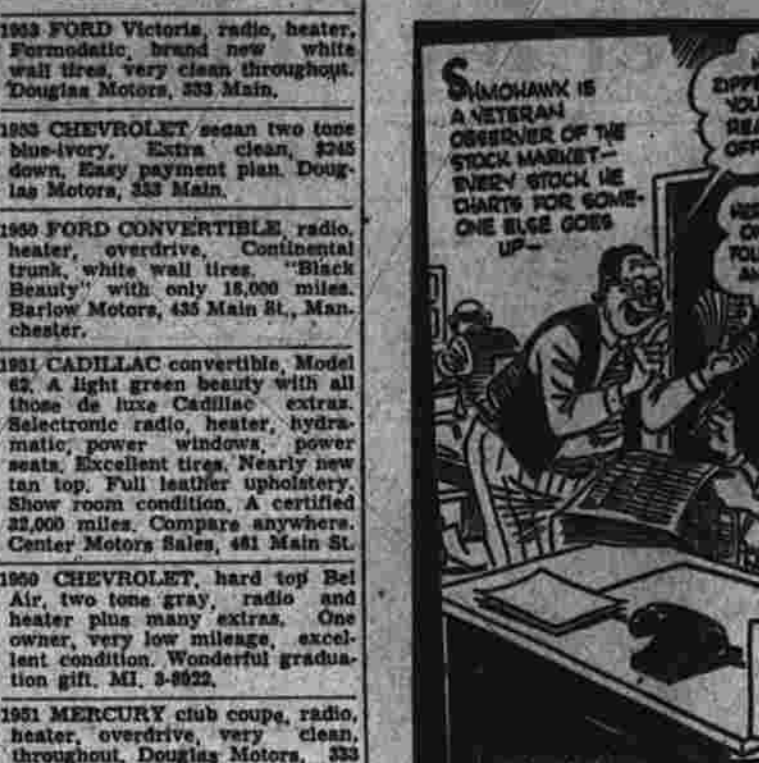 1953 FORD Victoria, radio, heater,
Formodatic, brand new white
wall tires, very clean throughout.
Douglas Motors, 333 Main.
1953 CHEVROLET sedan two tone
blue-ivory. Extra clean, $245
down. Easy payment plan. Doug-
las Motors, 333 Main.
1950 FORD CONVERTIBLE, radio,
heater, overdrive, Continental
trunk, white wall tires. "Black
Beauty" with only 18,000 miles.
Barlow Motors, 435 Main St., Man-
chester.
1951 CADILLAC convertible, Model
62. A light green beauty with all
those de luxe Cadillac extras.
Selectronic radio, heater, hydra-
matic, power windows, power
seats. Excellent tires. Nearly new
tan top. Full leather upholstery.
Show room condition. A certified
32,000 miles. Compare anywhere.
Center Motors Sales, 461 Main St.
1950 CHEVROLET, hard top Bel
Air, two tone gray, radio and
heater plus many extras. One
owner, very low mileage, excel-
lent condition. Wonderful gradua-
tion gift. MI. 3-8922.
1951 MERCURY club coupe, radio,
heater, overdrive, very clean,
throughout. Douglas Motors, 333
SHMOHAWK IS
A VETERAN
OBSERVER OF THE
STOCK MARKET—
EVERY STOCK HE
CHARTS FOR SOME-
ONE ELSE GOES
UP—
YOU
OFF